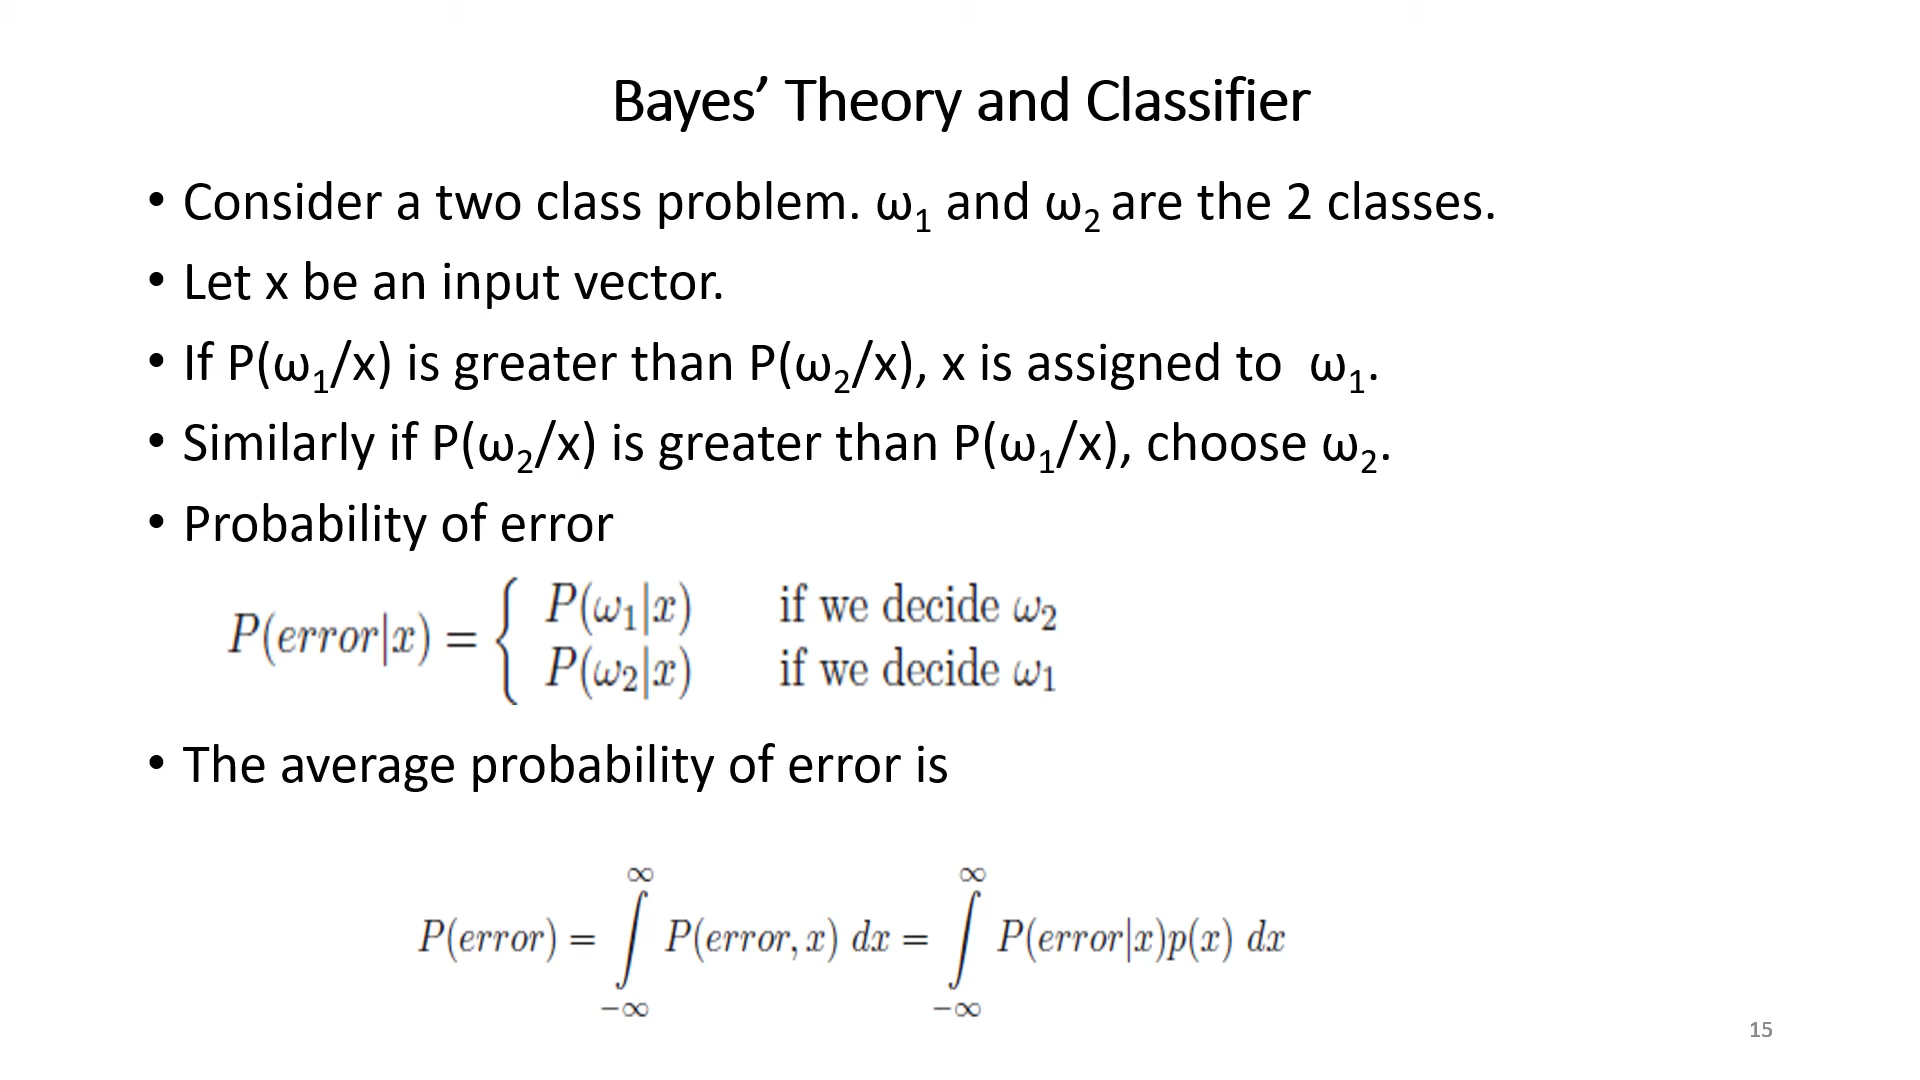 Bayes’ Theory and Classifier
• Consider a two class problem. ω₁ and ω₂ are the 2 classes.
• Let x be an input vector.
• If P(ω₁/x) is greater than P(ω₂/x), x is assigned to ω₁.
• Similarly if P(ω₂/x) is greater than P(ω₁/x), choose ω₂.
• Probability of error
P(error|x) = { P(ω₁|x) if we decide ω₂
P(ω₂|x) if we decide ω₁
• The average probability of error is
P(error) = ∫_{−∞}^{∞} P(error, x) dx = ∫_{−∞}^{∞} P(error|x)p(x) dx
15